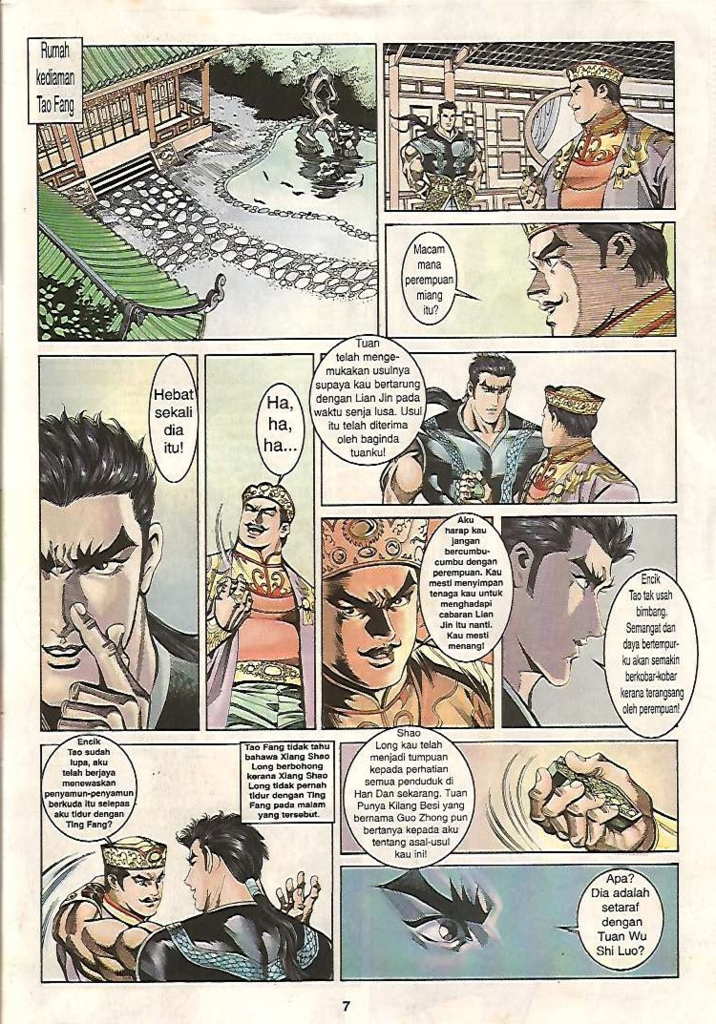 Rumah
kediaman
Tao Fang
Macam
mana
perempuan
miang
itu?
Hebat
sekali
dia
itu!
Ha,
ha,
ha...
Tuan
telah menge-
mukakan usulnya
supaya kau bertarung
dengan Lian Jin pada
waktu senja lusa. Usul
itu telah diterima
oleh baginda
tuanku!
Aku
harap kau
jangan
bercumbu-
cumbu dengan
perempuan. Kau
mesti menyimpan
tenaga kau untuk
menghadapi
cabaran Lian
Jin itu nanti.
Kau mesti
menang!
Encik
Tao tak usah
bimbang.
Semangat dan
daya bertempur-
ku akan semakin
berkobar-kobar
kerana terangsang
oleh perempuan!
Encik
Tao sudah
lupa, aku
telah berjaya
menewaskan
penyamun-penyamun
berkuda itu selepas
aku tidur dengan
Ting Fang?
Tao Fang tidak tahu
bahawa Xiang Shao
Long berbohong
kerana Xiang Shao
Long tidak pernah
tidur dengan Ting
Fang pada malam
yang tersebut.
Shao
Long kau telah
menjadi tumpuan
kepada perhatian
semua penduduk di
Han Dan sekarang. Tuan
Punya Kilang Besi yang
bernama Guo Zhong pun
bertanya kepada aku
tentang asal-usul
kau ini!
Apa?
Dia adalah
setaraf
dengan
Tuan Wu
Shi Luo?
7